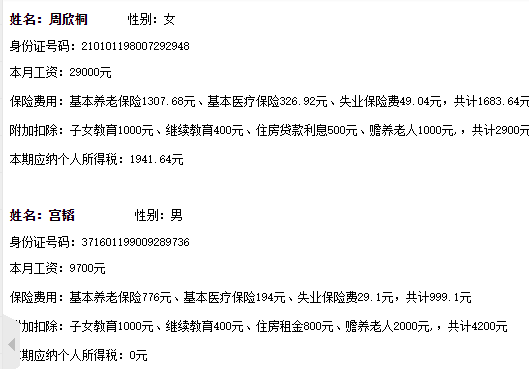 姓名：周欣桐 性别：女
身份证号码：210101198007292948
本月工资：29000元
保险费用：基本养老保险1307.68元、基本医疗保险326.92元、失业保险费49.04元，共计1683.64元
附加扣除：子女教育1000元、继续教育400元、住房贷款利息500元、赡养老人1000元,，共计2900元
本期应纳个人所得税：1941.64元
姓名：宫韬 性别：男
身份证号码：371601199009289736
本月工资：9700元
保险费用：基本养老保险776元、基本医疗保险194元、失业保险费29.1元，共计999.1元
附加扣除：子女教育1000元、继续教育400元、住房租金800元、赡养老人2000元,，共计4200元
本期应纳个人所得税：0元